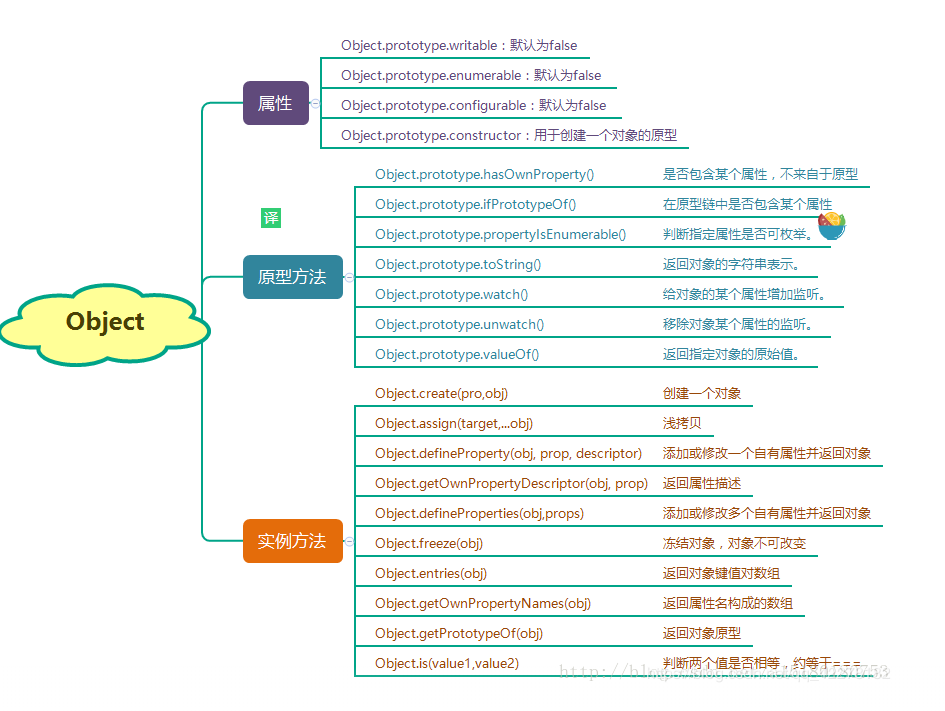 Object
属性
Object.prototype.writable：默认为false
Object.prototype.enumerable：默认为false
Object.prototype.configurable：默认为false
Object.prototype.constructor：用于创建一个对象的原型
译
原型方法
Object.prototype.hasOwnProperty() 是否包含某个属性，不来自于原型
Object.prototype.ifPrototypeOf() 在原型链中是否包含某个属性
Object.prototype.propertyIsEnumerable() 判断指定属性是否可枚举。
Object.prototype.toString() 返回对象的字符串表示。
Object.prototype.watch() 给对象的某个属性增加监听。
Object.prototype.unwatch() 移除对象某个属性的监听。
Object.prototype.valueOf() 返回指定对象的原始值。
实例方法
Object.create(pro,obj) 创建一个对象
Object.assign(target,...obj) 浅拷贝
Object.defineProperty(obj, prop, descriptor) 添加或修改一个自有属性并返回对象
Object.getOwnPropertyDescriptor(obj, prop) 返回属性描述
Object.defineProperties(obj,props) 添加或修改多个自有属性并返回对象
Object.freeze(obj) 冻结对象，对象不可改变
Object.entries(obj) 返回对象键值对数组
Object.getOwnPropertyNames(obj) 返回属性名构成的数组
Object.getPrototypeOf(obj) 返回对象原型
Object.is(value1,value2) 判断两个值是否相等，约等于===